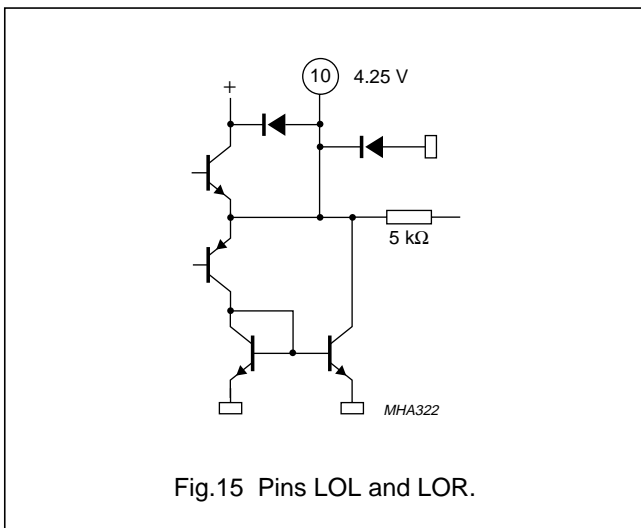 10 4.25 V
+
5 kΩ
MHA322
Fig.15 Pins LOL and LOR.